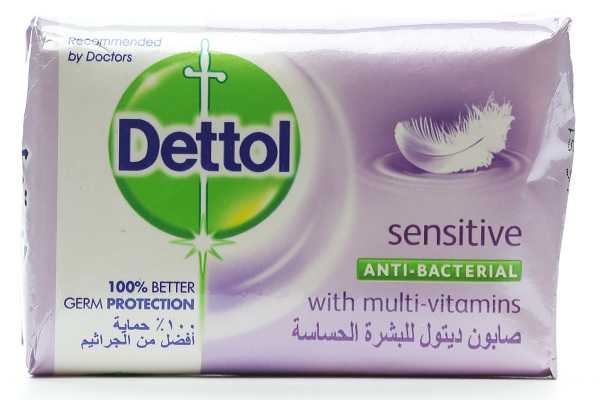 Recommended
by Doctors
Dettol
100% BETTER
GERM PROTECTION
١٠٠٪ حماية
أفضل من الجراثيم
sensitive
ANTI-BACTERIAL
with multi-vitamins
صابون ديتول للبشرة الحساسة